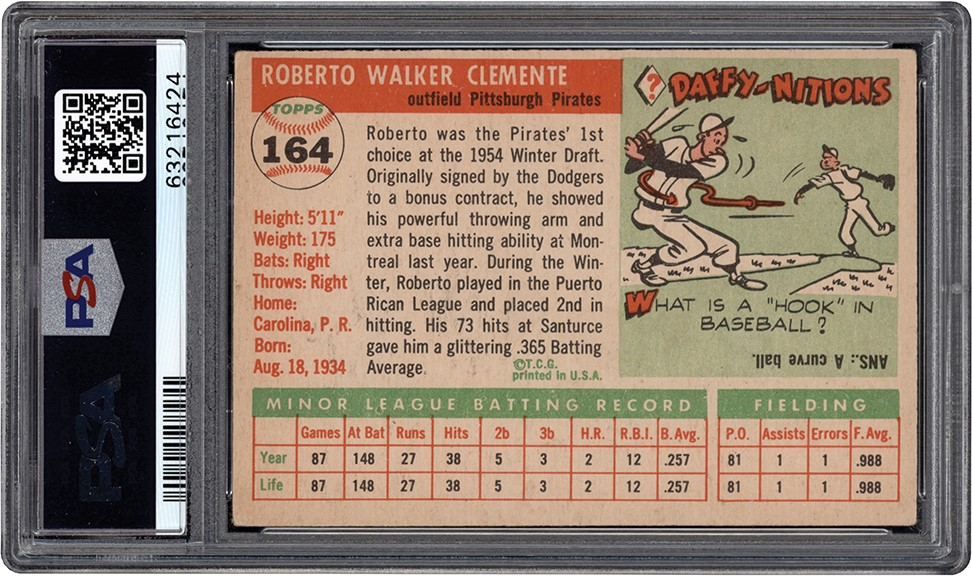 63216424
PSA
PSA
ROBERTO WALKER CLEMENTE
outfield Pittsburgh Pirates
TOPPS
164
Height: 5'11"
Weight: 175
Bats: Right
Throws: Right
Home:
Carolina, P. R.
Born:
Aug. 18, 1934
Roberto was the Pirates' 1st
choice at the 1954 Winter Draft.
Originally signed by the Dodgers
to a bonus contract, he showed
his powerful throwing arm and
extra base hitting ability at Mon-
treal last year. During the Win-
ter, Roberto played in the Puerto
Rican League and placed 2nd in
hitting. His 73 hits at Santurce
gave him a glittering .365 Batting
Average.
©T.C.G.
printed in U.S.A.
? DAFFY-NITIONS
WHAT IS A "HOOK" IN
BASEBALL?
ANS.: A curve ball.
MINOR LEAGUE BATTING RECORD
Games At Bat Runs Hits 2b 3b H.R. R.B.I. B.Avg.
Year 87 148 27 38 5 3 2 12 .257
Life 87 148 27 38 5 3 2 12 .257
FIELDING
P.O. Assists Errors F.Avg.
81 1 1 .988
81 1 1 .988